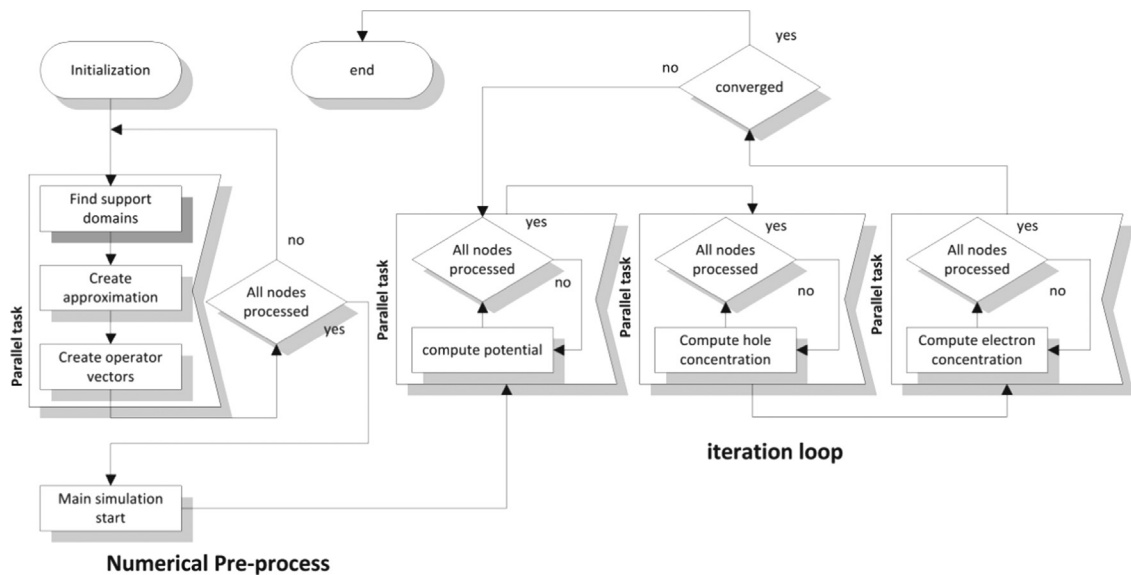 Initialization
end
yes
no
converged
Parallel task
Find support
domains
Create
approximation
Create operator
vectors
no
All nodes
processed
yes
Main simulation
start
Numerical Pre-process
Parallel task
yes
All nodes
processed
no
compute potential
Parallel task
yes
All nodes
processed
no
Compute hole
concentration
Parallel task
yes
All nodes
processed
no
Compute electron
concentration
iteration loop